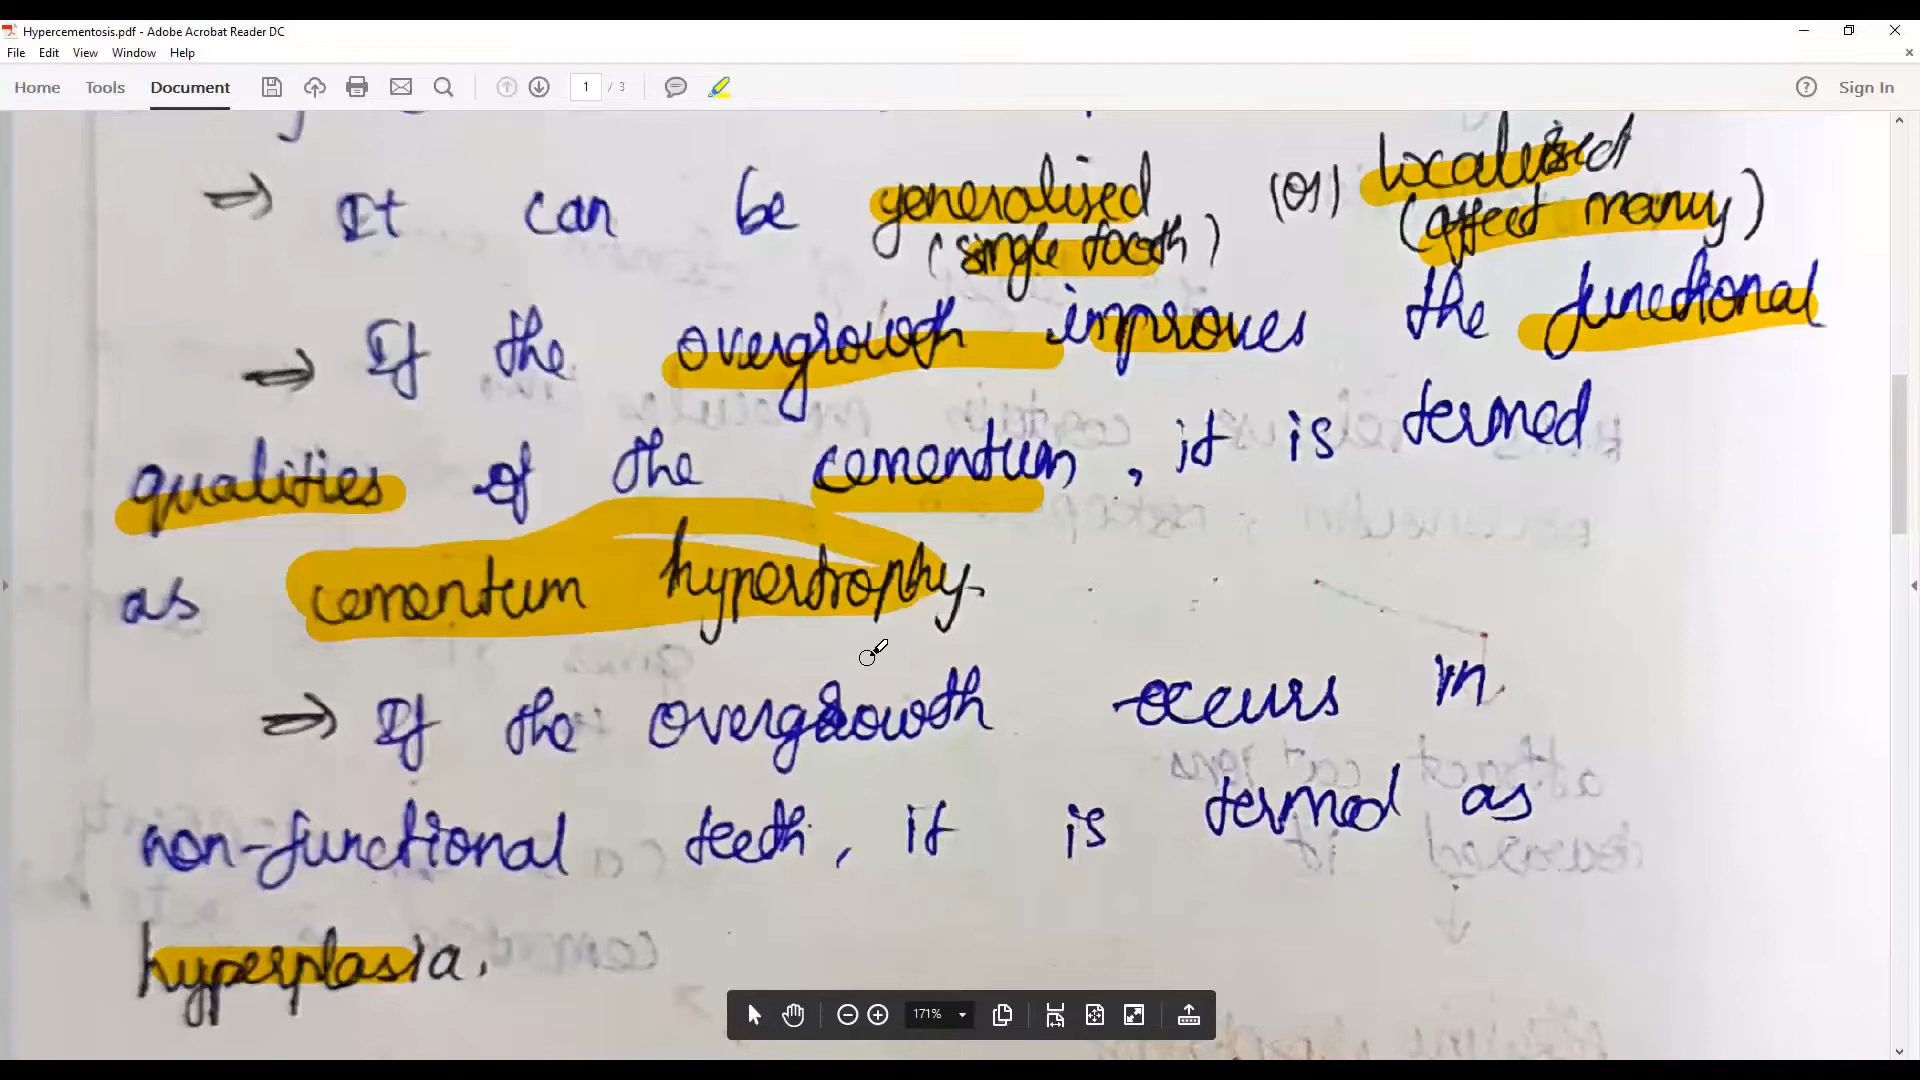 Hypercementosis.pdf - Adobe Acrobat Reader DC
File Edit View Window Help
Home Tools Document 1 / 3 Sign In
⇒ It can be generalised (or) localised
(single tooth) (affect many)
⇒ If the overgrowth improves the functional
qualities of the cementum, it is termed
as cementum hypertrophy.
⇒ If the overgrowth occurs in
non-functional teeth, it is termed as
hyperplasia.
171%